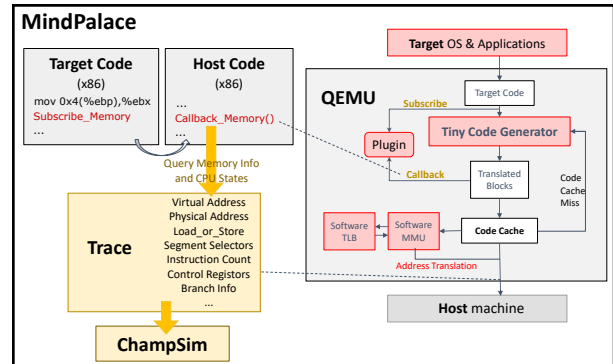 MindPalace
Target Code
(x86)
mov 0x4(%ebp),%ebx
Subscribe_Memory
...
Host Code
(x86)
...
Callback_Memory()
...
Query Memory Info
and CPU States
Trace
Virtual Address
Physical Address
Load_or_Store
Segment Selectors
Instruction Count
Control Registors
Branch Info
...
ChampSim
Target OS & Applications
QEMU
Target Code
Subscribe
Tiny Code Generator
Plugin
Callback
Translated
Blocks
Code
Cache
Miss
Software
TLB
Software
MMU
Code Cache
Address Translation
Host machine